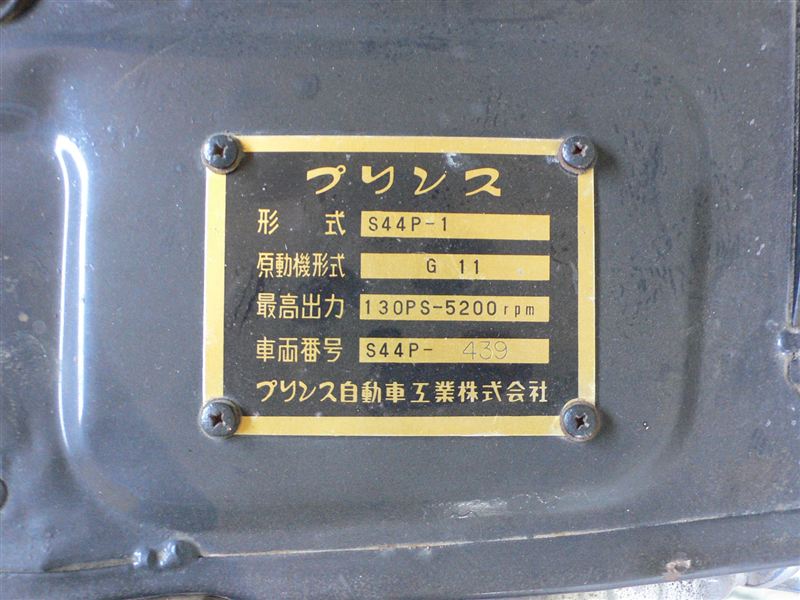 プリンス
形式 S44P-1
原動機形式 G 11
最高出力 130PS-5200rpm
車両番号 S44P- 439
プリンス自動車工業株式会社